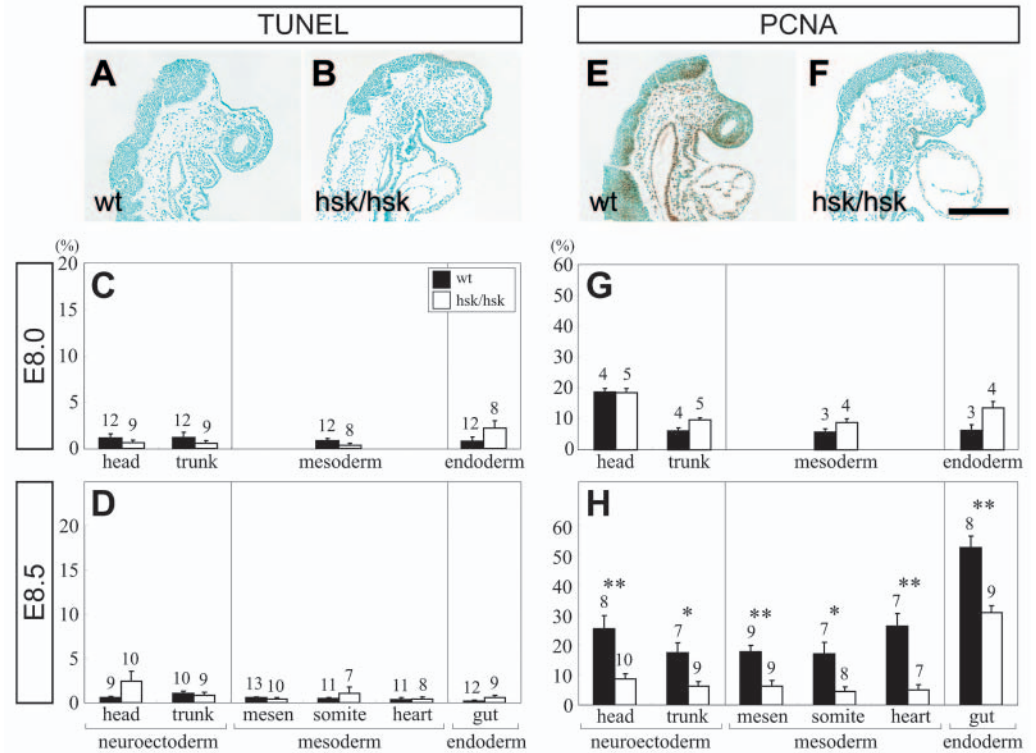 TUNEL
PCNA
A
B
E
F
wt
hsk/hsk
wt
hsk/hsk
E8.0
(%)
C
20
15
10
5
0
wt
hsk/hsk
12 9 12 9 12 8 12 8
head trunk mesoderm endoderm
G
60
50
40
30
20
10
0
4 5 4 5 3 4 3 4
head trunk mesoderm endoderm
E8.5
D
20
15
10
5
0
9 10 10 9 13 10 11 7 11 8 12 9
head trunk mesen somite heart gut
neuroectoderm mesoderm endoderm
H
60
50
40
30
20
10
0
** * ** * ** **
8 10 7 9 9 9 7 8 7 7 8 9
head trunk mesen somite heart gut
neuroectoderm mesoderm endoderm